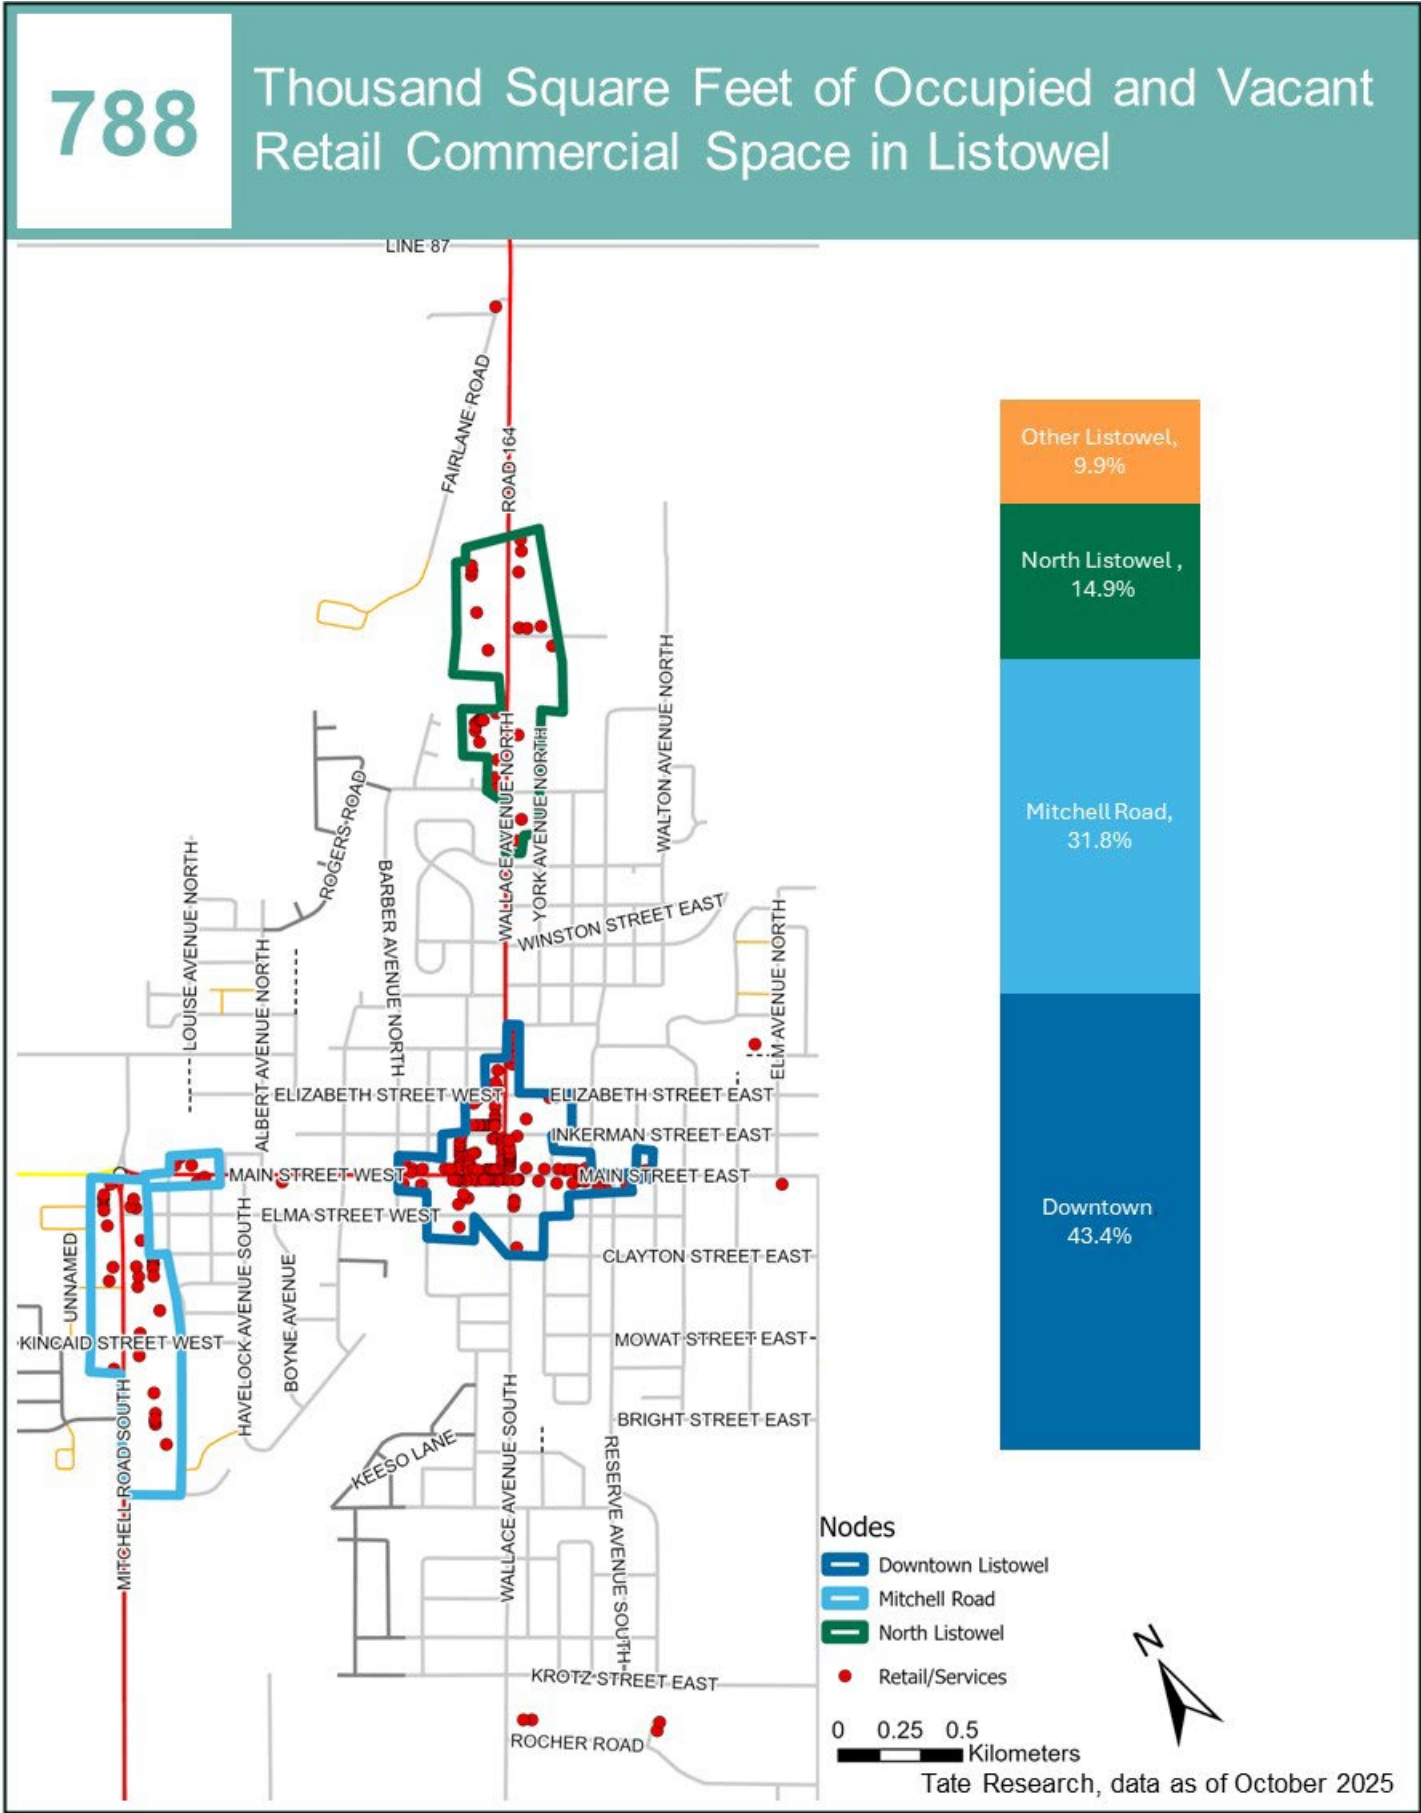 788
Thousand Square Feet of Occupied and Vacant
Retail Commercial Space in Listowel
LINE 87
FAIRLANE ROAD
ROAD 164
WALTON AVENUE NORTH
WALLACE AVENUE NORTH
YORK AVENUE NORTH
ROGERS ROAD
BARBER AVENUE NORTH
LOUISE AVENUE NORTH
ALBERT AVENUE NORTH
WINSTON STREET EAST
ELM AVENUE NORTH
ELIZABETH STREET WEST
ELIZABETH STREET EAST
INKERMAN STREET EAST
MAIN STREET WEST
MAIN STREET EAST
ELMA STREET WEST
CLAYTON STREET EAST
UNNAMED
HAVELOCK AVENUE SOUTH
BOYNE AVENUE
KINCAID STREET WEST
MOWAT STREET EAST
BRIGHT STREET EAST
MITCHELL ROAD SOUTH
KEESO LANE
WALLACE AVENUE SOUTH
RESERVE AVENUE SOUTH
KROTZ STREET EAST
ROCHER ROAD
Other Listowel,
9.9%
North Listowel ,
14.9%
Mitchell Road,
31.8%
Downtown
43.4%
Nodes
Downtown Listowel
Mitchell Road
North Listowel
Retail/Services
N
0 0.25 0.5
Kilometers
Tate Research, data as of October 2025